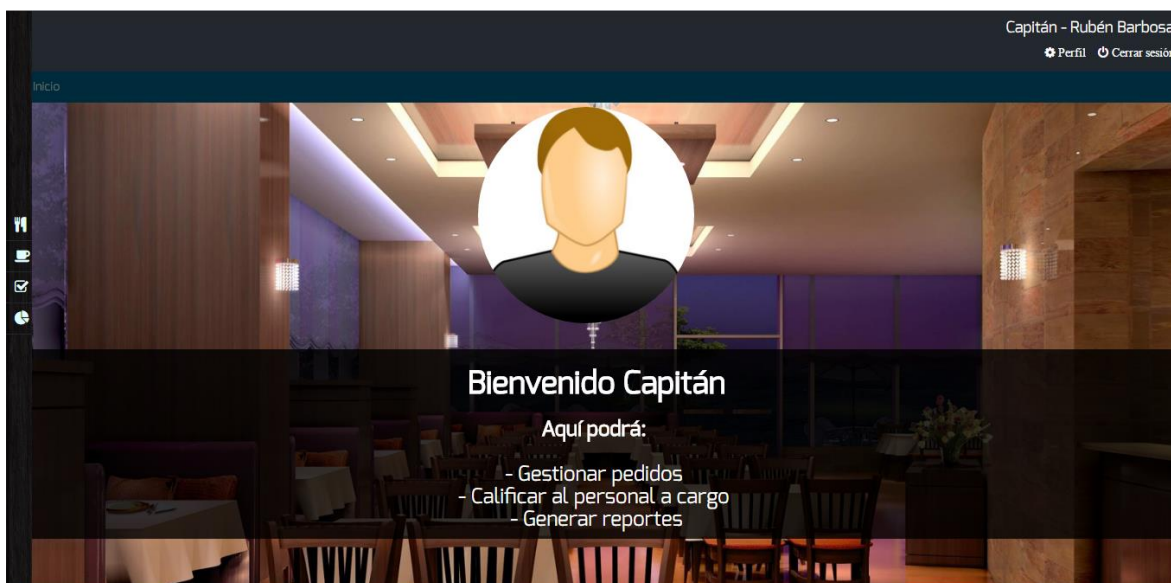 Capitán - Rubén Barbosa
Perfil Cerrar sesión
Inicio
Bienvenido Capitán
Aquí podrá:
- Gestionar pedidos
- Calificar al personal a cargo
- Generar reportes